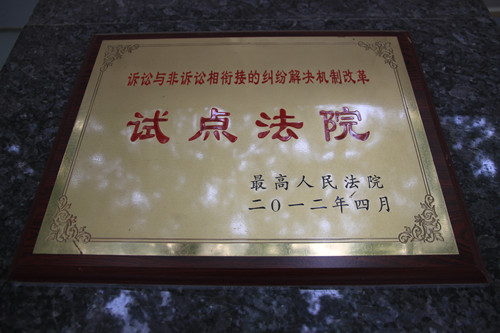 诉讼与非诉讼相衔接的纠纷解决机制改革
试点法院
最高人民法院
二〇一二年四月